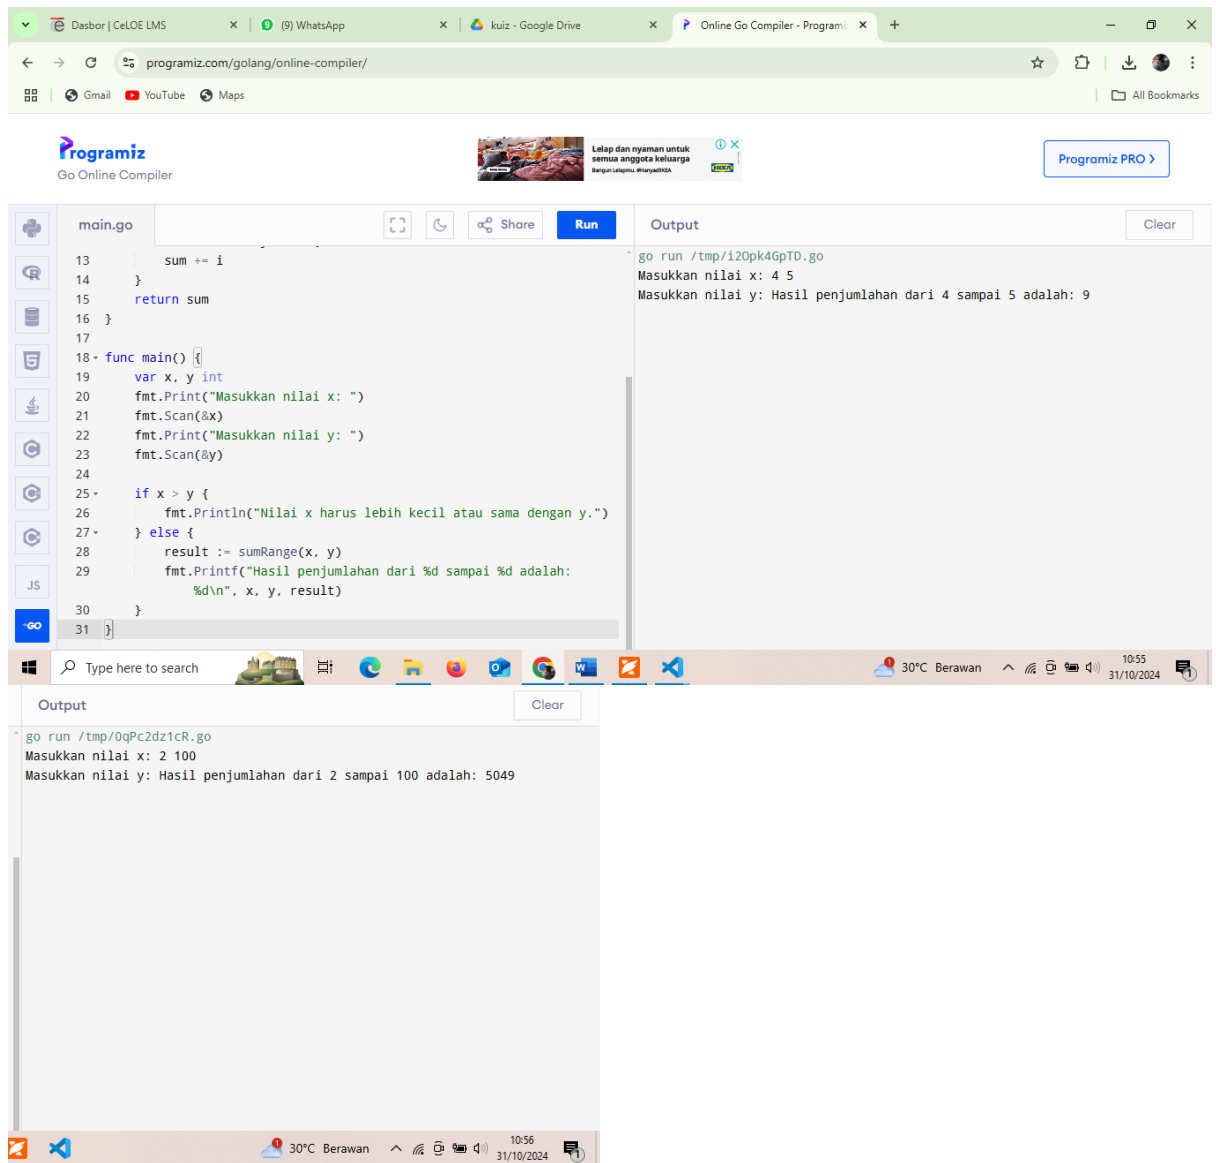 Dasbor | CeLOE LMS
9 (9) WhatsApp
kuiz - Google Drive
Online Go Compiler - Programiz
programiz.com/golang/online-compiler/
Gmail
YouTube
Maps
All Bookmarks
Programiz
Go Online Compiler
Lelap dan nyaman untuk
semua anggota keluarga
Bangun Lelapmu. #HanyadiIKEA
Programiz PRO >
main.go
Share
Run
Output
Clear
13 sum += i
14 }
15 return sum
16 }
17
18 func main() {
19 var x, y int
20 fmt.Print("Masukkan nilai x: ")
21 fmt.Scan(&x)
22 fmt.Print("Masukkan nilai y: ")
23 fmt.Scan(&y)
24
25 if x > y {
26 fmt.Println("Nilai x harus lebih kecil atau sama dengan y.")
27 } else {
28 result := sumRange(x, y)
29 fmt.Printf("Hasil penjumlahan dari %d sampai %d adalah:
%d\n", x, y, result)
30 }
31 }
JS
GO
go run /tmp/i2Opk4GpTD.go
Masukkan nilai x: 4 5
Masukkan nilai y: Hasil penjumlahan dari 4 sampai 5 adalah: 9
Type here to search
30°C Berawan
10:55
31/10/2024
1
Output
Clear
go run /tmp/0qPc2dz1cR.go
Masukkan nilai x: 2 100
Masukkan nilai y: Hasil penjumlahan dari 2 sampai 100 adalah: 5049
30°C Berawan
10:56
31/10/2024
1